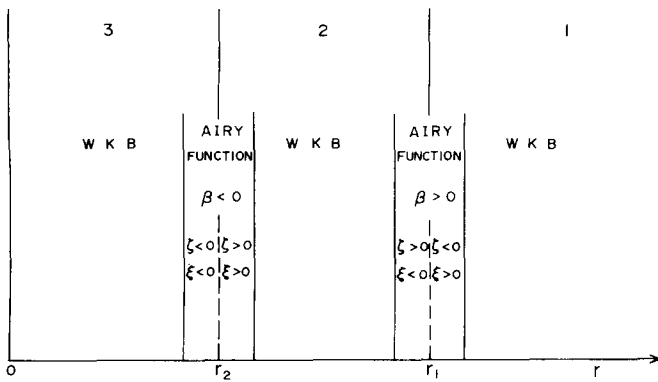 3 2 1
AIRY AIRY
W K B FUNCTION W K B FUNCTION W K B
β < 0 β > 0
ζ<0 ζ>0 ζ>0 ζ<0
ξ<0 ξ>0 ξ<0 ξ>0
0 r₂ r₁ r